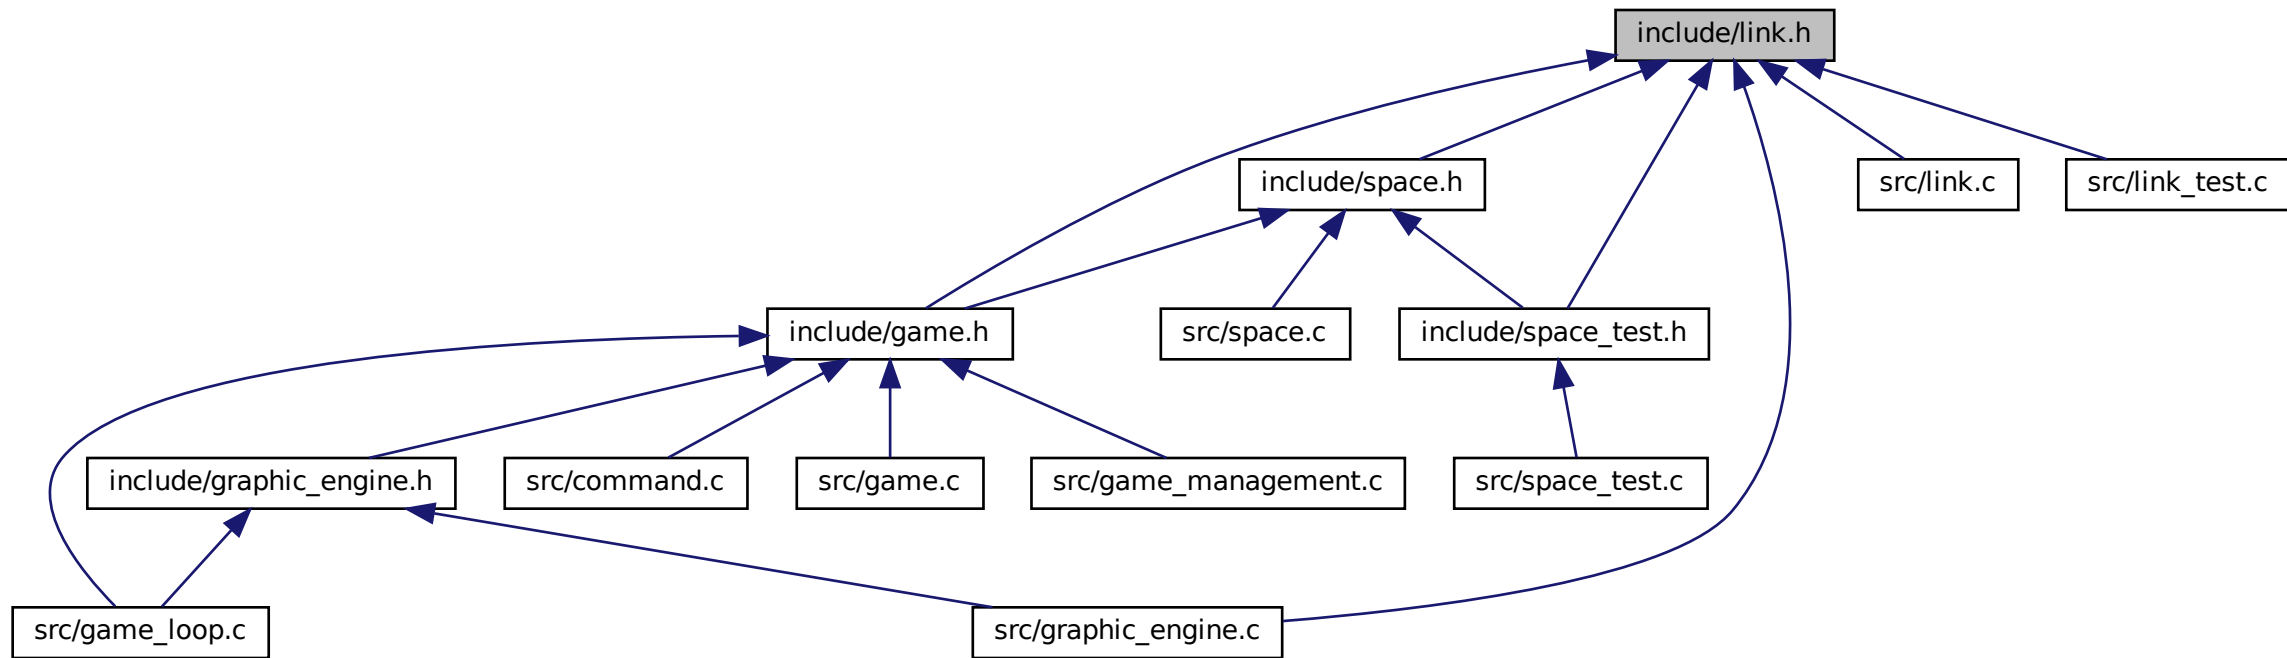 include/link.h
include/space.h
src/link.c
src/link_test.c
include/game.h
src/space.c
include/space_test.h
include/graphic_engine.h
src/command.c
src/game.c
src/game_management.c
src/space_test.c
src/game_loop.c
src/graphic_engine.c